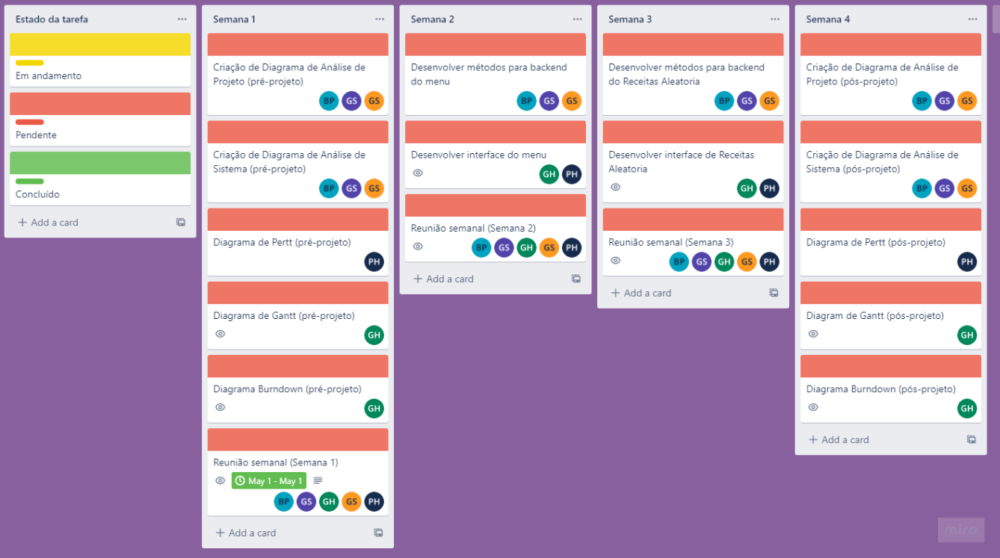 Estado da tarefa
Em andamento
Pendente
Concluído
+ Add a card
Semana 1
Criação de Diagrama de Análise de
Projeto (pré-projeto)
BP GS GS
Criação de Diagrama de Análise de
Sistema (pré-projeto)
BP GS GS
Diagrama de Pertt (pré-projeto)
PH
Diagrama de Gantt (pré-projeto)
GH
Diagrama Burndown (pré-projeto)
GH
Reunião semanal (Semana 1)
May 1 - May 1
BP GS GH GS PH
+ Add a card
Semana 2
Desenvolver métodos para backend
do menu
BP GS GS
Desenvolver interface do menu
GH PH
Reunião semanal (Semana 2)
BP GS GH GS PH
+ Add a card
Semana 3
Desenvolver métodos para backend
do Receitas Aleatoria
BP GS GS
Desenvolver interface de Receitas
Aleatoria
GH PH
Reunião semanal (Semana 3)
BP GS GH GS PH
+ Add a card
Semana 4
Criação de Diagrama de Análise de
Projeto (pós-projeto)
BP GS GS
Criação de Diagrama de Análise de
Sistema (pós-projeto)
BP GS GS
Diagrama de Pertt (pós-projeto)
PH
Diagram de Gantt (pós-projeto)
GH
Diagrama Burndown (pós-projeto)
GH
+ Add a card
miro